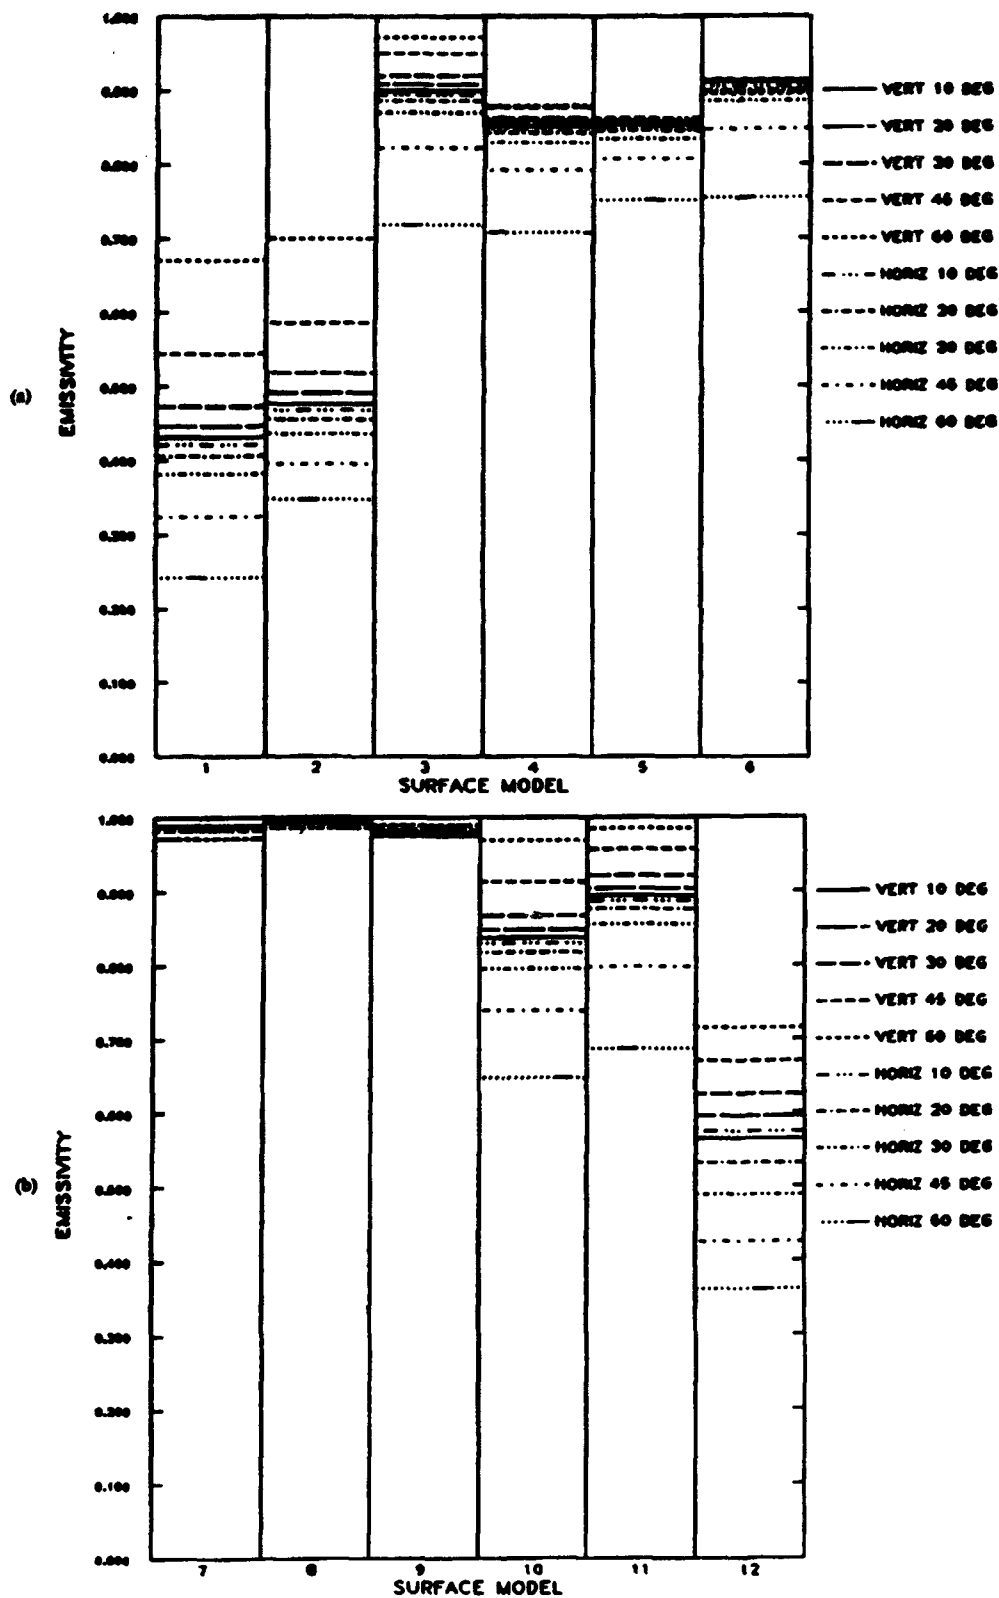 1.000
0.900
0.800
0.700
0.600
0.500
0.400
0.300
0.200
0.100
0.000
EMISSIVITY
(a)
1 2 3 4 5 6
SURFACE MODEL
VERT 10 DEG
VERT 20 DEG
VERT 30 DEG
VERT 45 DEG
VERT 60 DEG
HORIZ 10 DEG
HORIZ 20 DEG
HORIZ 30 DEG
HORIZ 45 DEG
HORIZ 60 DEG
1.000
0.900
0.800
0.700
0.600
0.500
0.400
0.300
0.200
0.100
0.000
EMISSIVITY
(b)
7 8 9 10 11 12
SURFACE MODEL
VERT 10 DEG
VERT 20 DEG
VERT 30 DEG
VERT 45 DEG
VERT 60 DEG
HORIZ 10 DEG
HORIZ 20 DEG
HORIZ 30 DEG
HORIZ 45 DEG
HORIZ 60 DEG